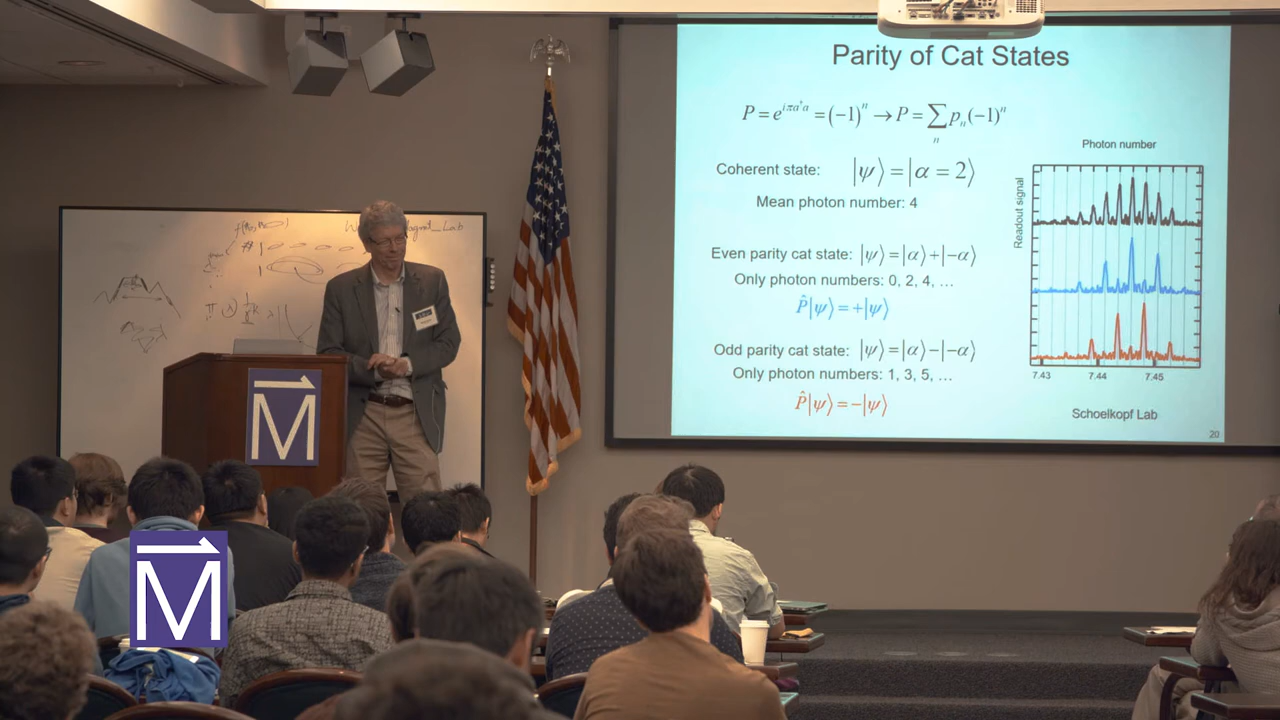 Parity of Cat States
P = e^{iπa†a} = (−1)^n → P = ∑_n p_n(−1)^n
Coherent state: |ψ⟩ = |α = 2⟩
Mean photon number: 4
Even parity cat state: |ψ⟩ = |α⟩ + |−α⟩
Only photon numbers: 0, 2, 4, …
P̂|ψ⟩ = +|ψ⟩
Odd parity cat state: |ψ⟩ = |α⟩ − |−α⟩
Only photon numbers: 1, 3, 5, …
P̂|ψ⟩ = −|ψ⟩
Photon number
Readout signal
7.43 7.44 7.45
Schoelkopf Lab
20
Lab
M
M